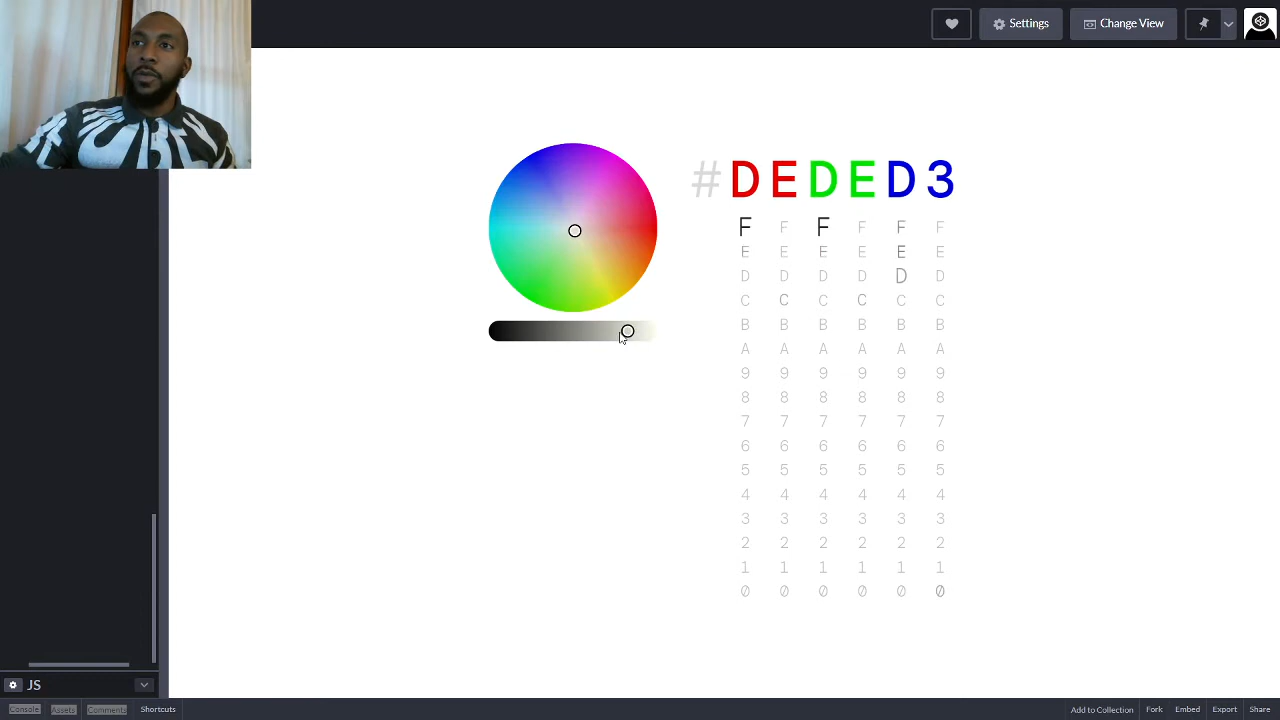 Settings
Change View
#DEDED3
F F F F F F
E E E E E E
D D D D D D
C C C C C C
B B B B B B
A A A A A A
9 9 9 9 9 9
8 8 8 8 8 8
7 7 7 7 7 7
6 6 6 6 6 6
5 5 5 5 5 5
4 4 4 4 4 4
3 3 3 3 3 3
2 2 2 2 2 2
1 1 1 1 1 1
0 0 0 0 0 0
JS
Console Assets Comments Shortcuts Add to Collection Fork Embed Export Share